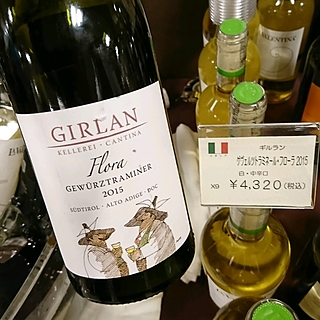 GIRLAN
KELLEREI · CANTINA
Flora
GEWÜRZTRAMINER
2015
SÜDTIROL · ALTO ADIGE · DOC
ギルラン
ゲヴュルツトラミネール・フローラ 2015
白・中辛口
X9 ¥4,320(税込)